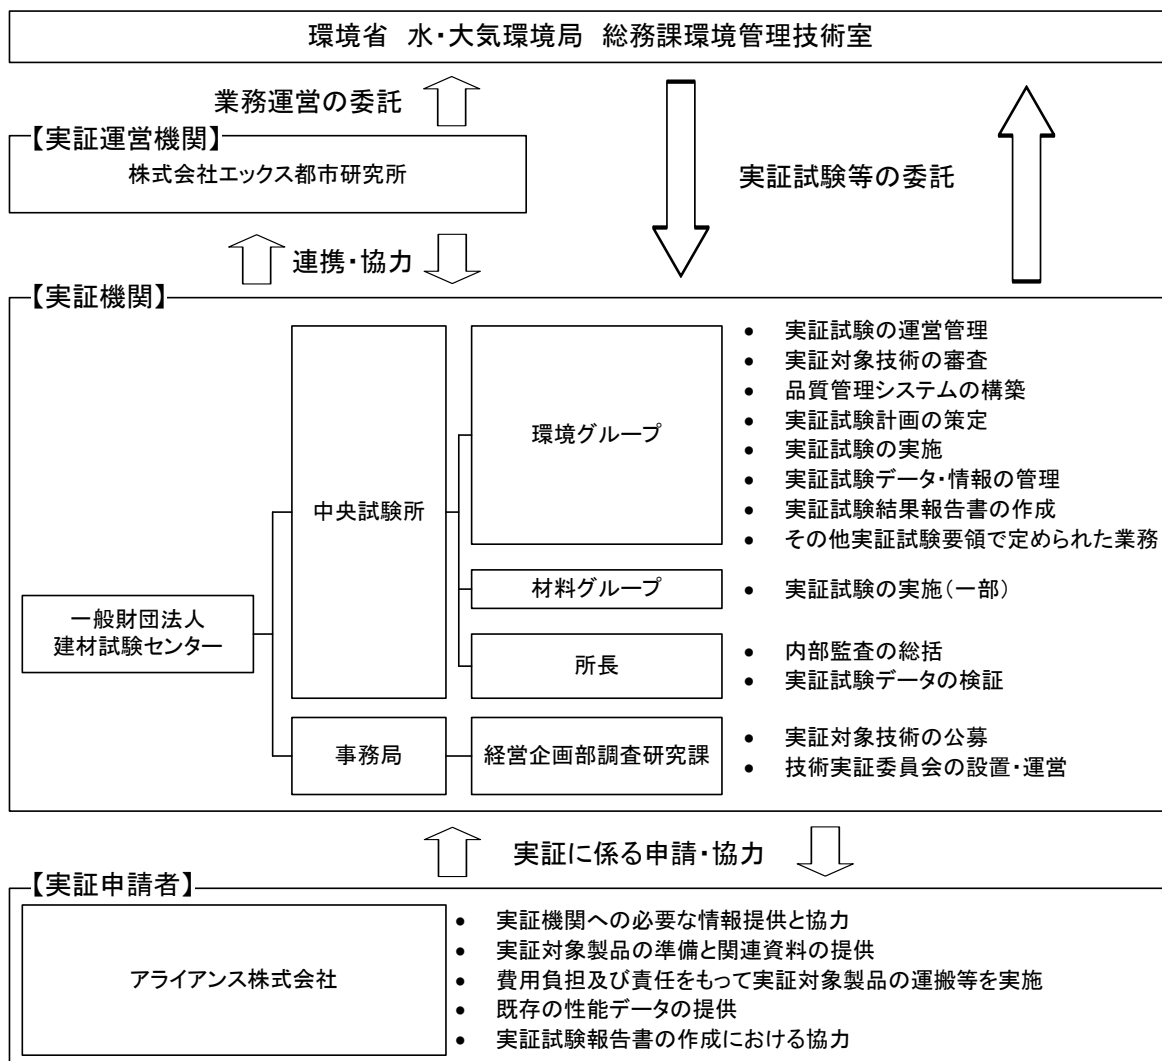 環境省 水・大気環境局 総務課環境管理技術室
業務運営の委託
【実証運営機関】
株式会社エックス都市研究所
実証試験等の委託
連携・協力
【実証機関】
一般財団法人
建材試験センター
中央試験所
環境グループ
• 実証試験の運営管理
• 実証対象技術の審査
• 品質管理システムの構築
• 実証試験計画の策定
• 実証試験の実施
• 実証試験データ・情報の管理
• 実証試験結果報告書の作成
• その他実証試験要領で定められた業務
材料グループ
• 実証試験の実施(一部)
所長
• 内部監査の総括
• 実証試験データの検証
事務局
経営企画部調査研究課
• 実証対象技術の公募
• 技術実証委員会の設置・運営
実証に係る申請・協力
【実証申請者】
アライアンス株式会社
• 実証機関への必要な情報提供と協力
• 実証対象製品の準備と関連資料の提供
• 費用負担及び責任をもって実証対象製品の運搬等を実施
• 既存の性能データの提供
• 実証試験報告書の作成における協力